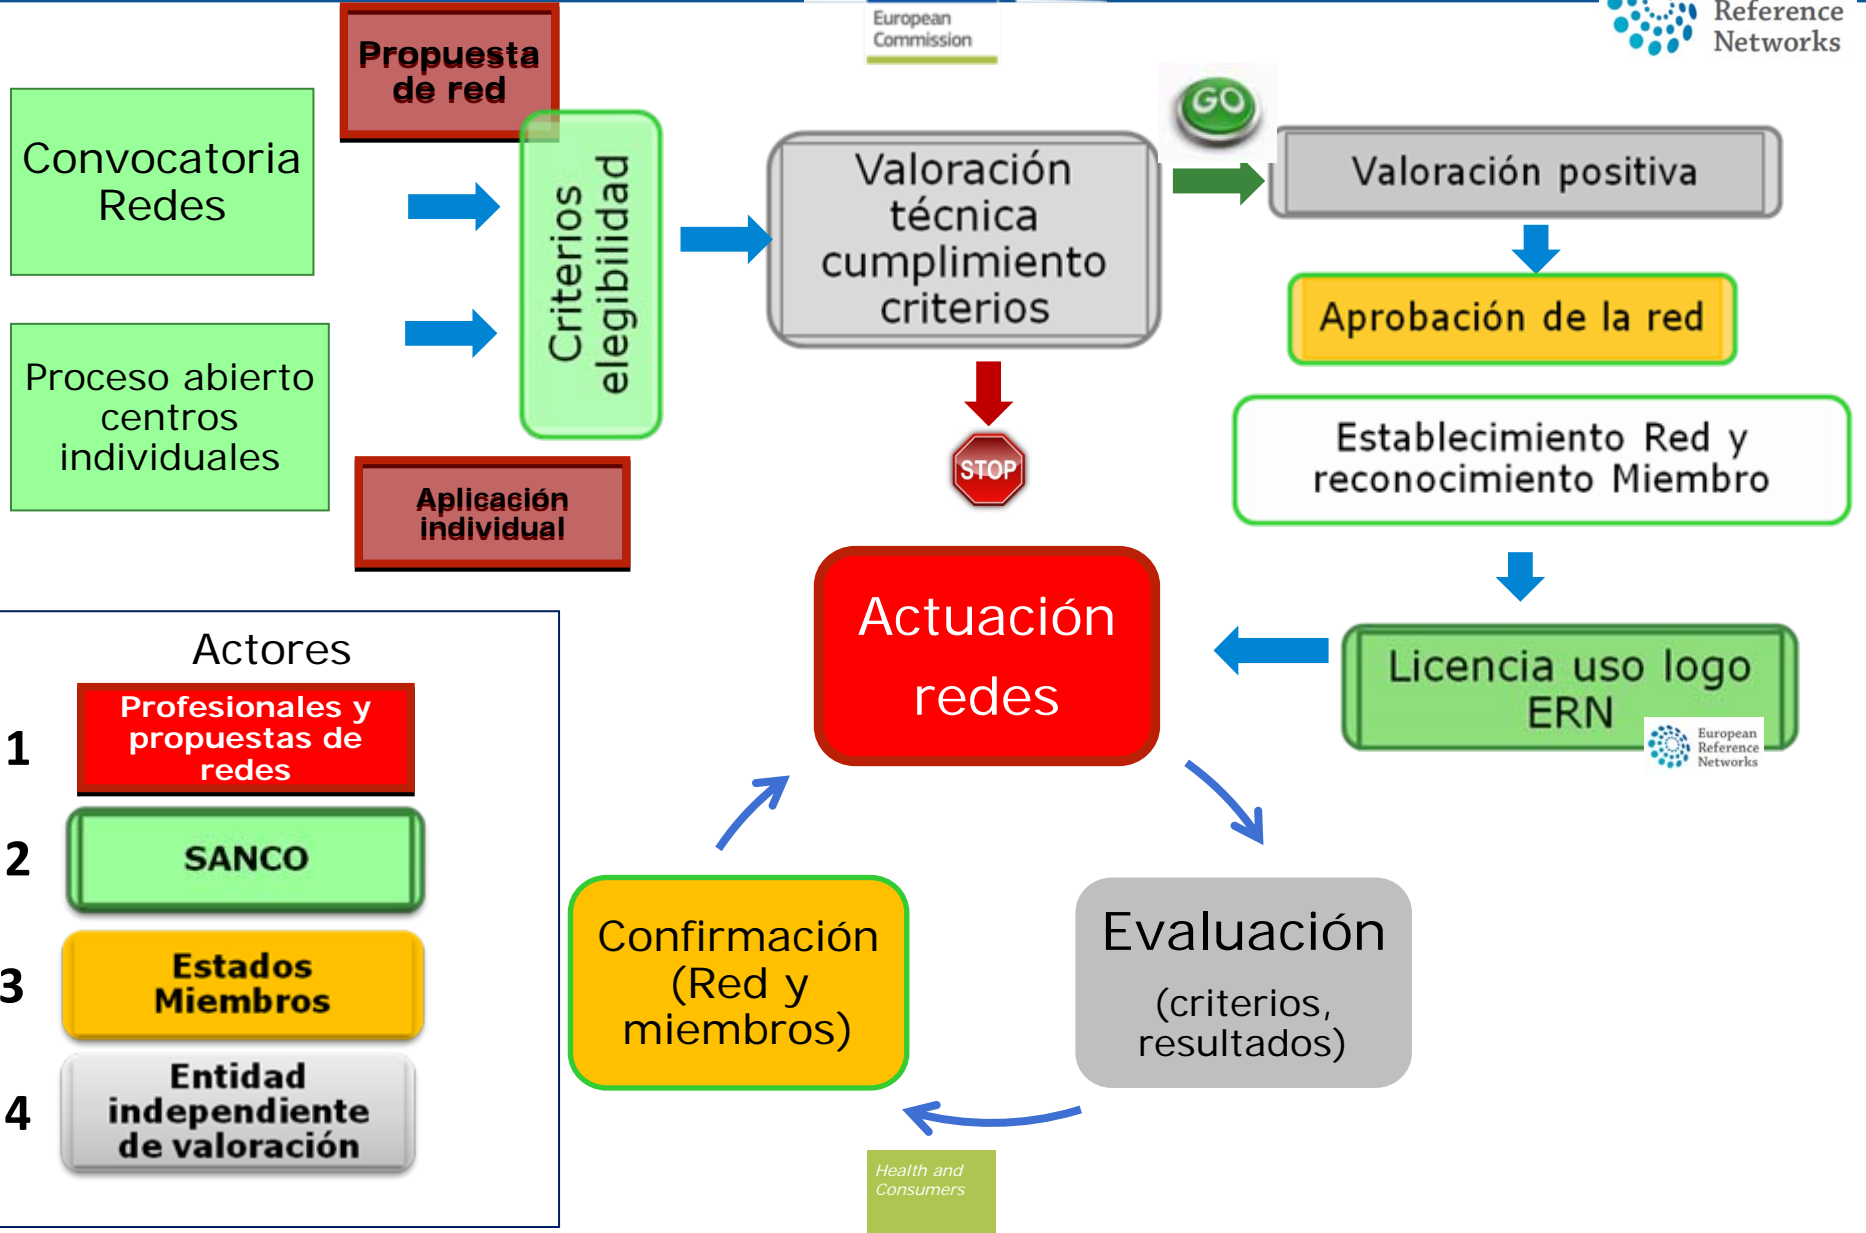 European
Commission
Reference
Networks
Propuesta
de red
Convocatoria
Redes
Criterios
elegibilidad
Valoración
técnica
cumplimiento
criterios
GO
Valoración positiva
Aprobación de la red
Proceso abierto
centros
individuales
Aplicación
individual
STOP
Establecimiento Red y
reconocimiento Miembro
Licencia uso logo
ERN
European
Reference
Networks
Actuación
redes
Evaluación
(criterios,
resultados)
Confirmación
(Red y
miembros)
Actores
1
Profesionales y
propuestas de
redes
2
SANCO
3
Estados
Miembros
4
Entidad
independiente
de valoración
Health and
Consumers